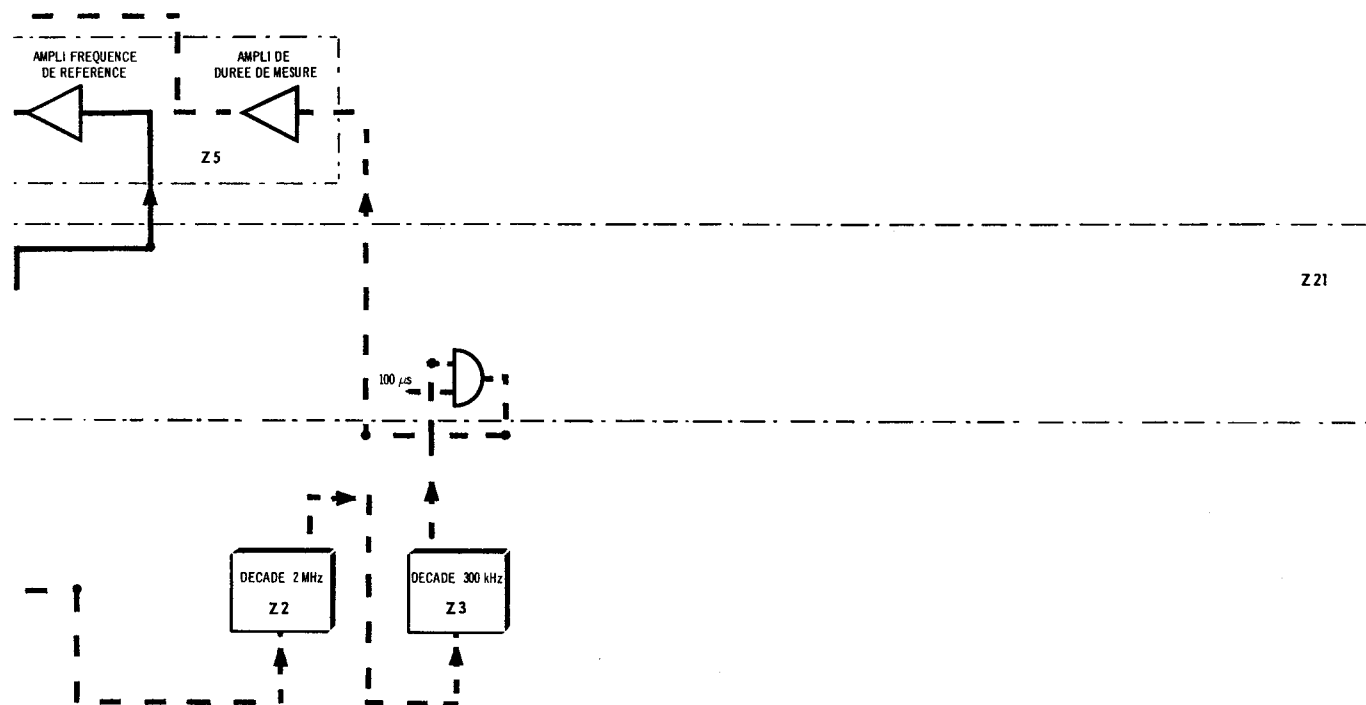 AMPLI FREQUENCE
DE REFERENCE
AMPLI DE
DUREE DE MESURE
Z 5
Z 21
100 µs
DECADE 2 MHz
Z 2
DECADE 300 kHz
Z 3